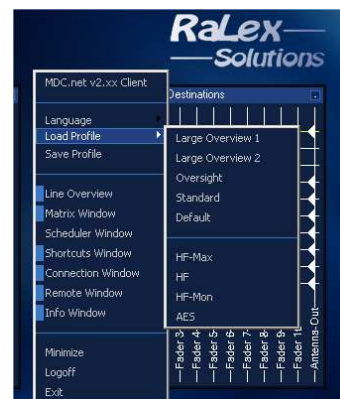 RaLex
Solutions
MDC.net v2.xx Client
Destinations
Language
Load Profile
Save Profile
Large Overview 1
Large Overview 2
Oversight
Standard
Default
HF-Max
HF
HF-Mon
AES
Line Overview
Matrix Window
Scheduler Window
Shortcuts Window
Connection Window
Remote Window
Info Window
Minimize
Logoff
Exit
Fader 3
Fader 4
Fader 5
Fader 6
Fader 7
Fader 8
Fader 9
Antenna-Out